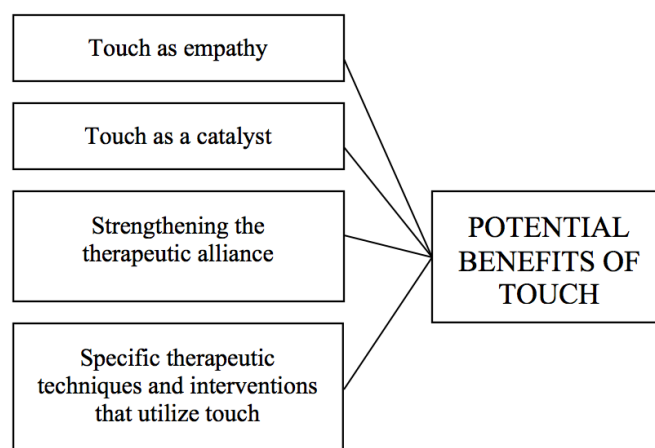 Touch as empathy
Touch as a catalyst
Strengthening the
therapeutic alliance
Specific therapeutic
techniques and interventions
that utilize touch
POTENTIAL
BENEFITS OF
TOUCH